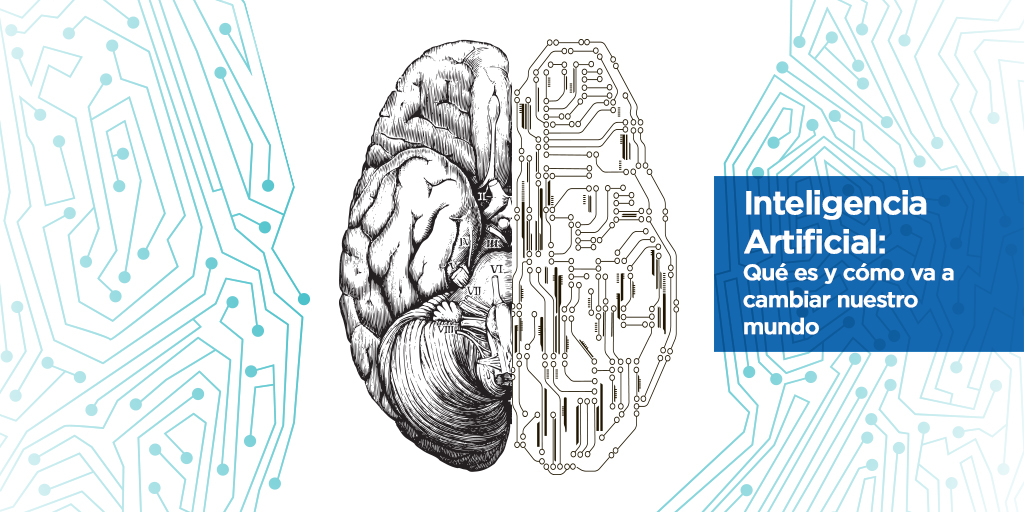 Inteligencia
Artificial:
Qué es y cómo va a
cambiar nuestro
mundo
II
IV
III
V
VI
VII
VIII